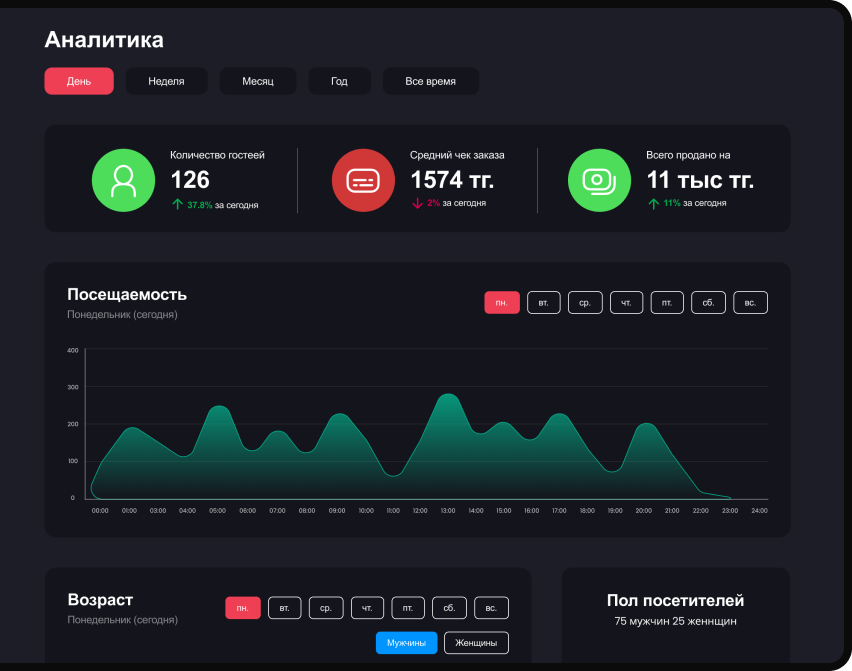 Аналитика
День Неделя Месяц Год Все время
Количество гостеей
126
37.8% за сегодня
Средний чек заказа
1574 тг.
2% за сегодня
Всего продано на
11 тыс тг.
11% за сегодня
Посещаемость
Понедельник (сегодня)
пн. вт. ср. чт. пт. сб. вс.
400
300
200
100
0
00:00 01:00 03:00 04:00 05:00 06:00 07:00 08:00 09:00 10:00 11:00 12:00 13:00 14:00 15:00 16:00 17:00 18:00 19:00 20:00 21:00 22:00 23:00 24:00
Возраст
Понедельник (сегодня)
пн. вт. ср. чт. пт. сб. вс.
Мужчины Женщины
Пол посетителей
75 мужчин 25 женнщин